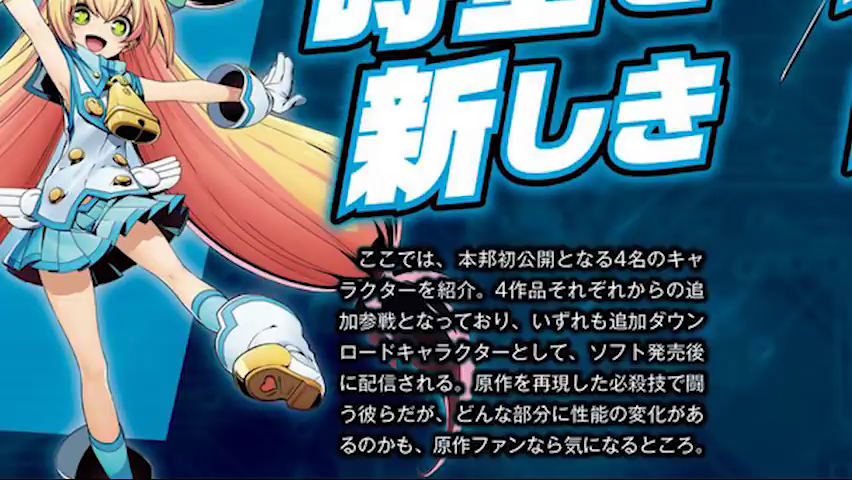 新しき
ここでは、本邦初公開となる4名のキャ
ラクターを紹介。4作品それぞれからの追
加参戦となっており、いずれも追加ダウン
ロードキャラクターとして、ソフト発売後
に配信される。原作を再現した必殺技で闘
う彼らだが、どんな部分に性能の変化があ
るのかも、原作ファンなら気になるところ。